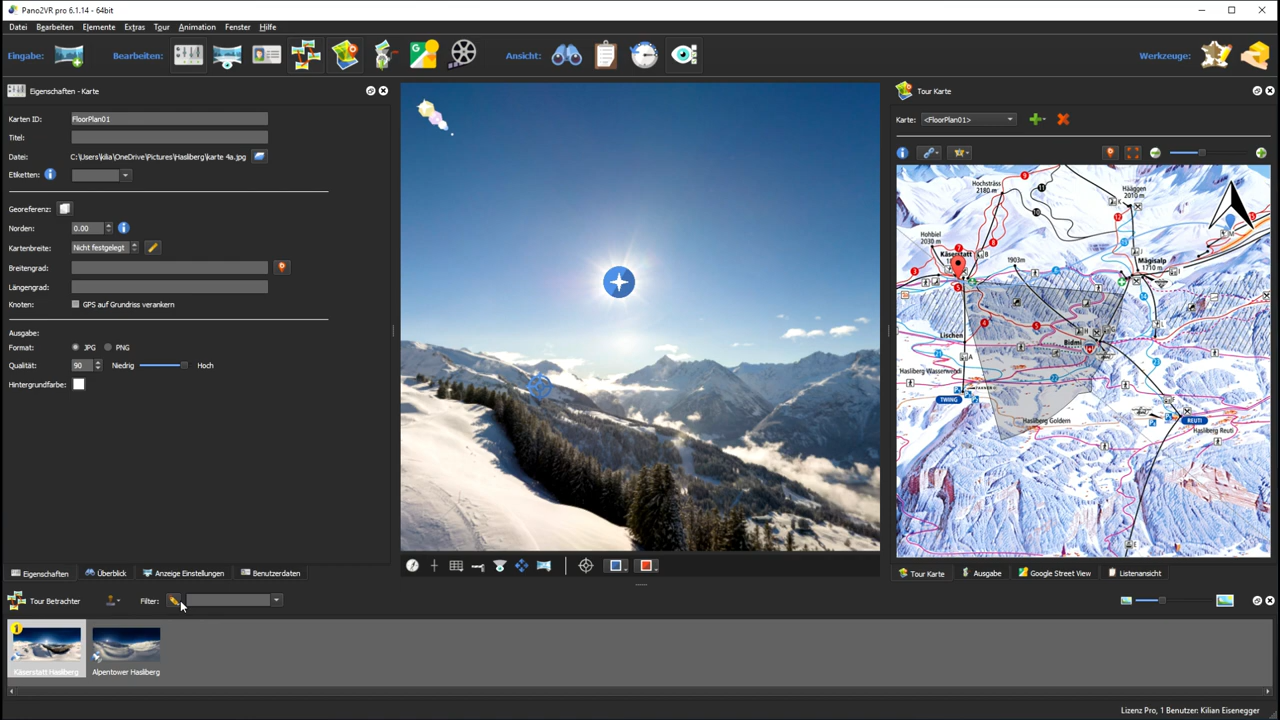 Pano2VR pro 6.1.14 - 64bit
Datei Bearbeiten Elemente Extras Tour Animation Fenster Hilfe
Eingabe: Bearbeiten: Ansicht: Werkzeuge:
Eigenschaften - Karte
Tour Karte
Karten ID: FloorPlan01
Karte: <FloorPlan01>
Titel:
Datei: C:\Users\kilia\OneDrive\Pictures\Hasliberg\karte 4a.jpg
Etiketten:
Georeferenz:
Norden: 0.00
Kartenbreite: Nicht festgelegt
Breitengrad:
Längengrad:
Knoten: GPS auf Grundriss verankern
Ausgabe:
Format: JPG PNG
Qualität: 90 Niedrig Hoch
Hintergrundfarbe:
Hochsträss
2180 m
Hääggen
2010 m
Hohbiel
2030 m
Käserstatt
1903m
Mägisalp
1710 m
Lischen
Bidmi
Hasliberg Wasserwendi
TWING
Hasliberg Goldern
REUTI
Hasliberg Reuti
Eigenschaften Überblick Anzeige Einstellungen Benutzerdaten
Tour Karte Ausgabe Google Street View Listenansicht
Tour Betrachter Filter:
1
Käserstatt Hasliberg Alpentower Hasliberg
Lizenz Pro, 1 Benutzer: Kilian Eisenegger